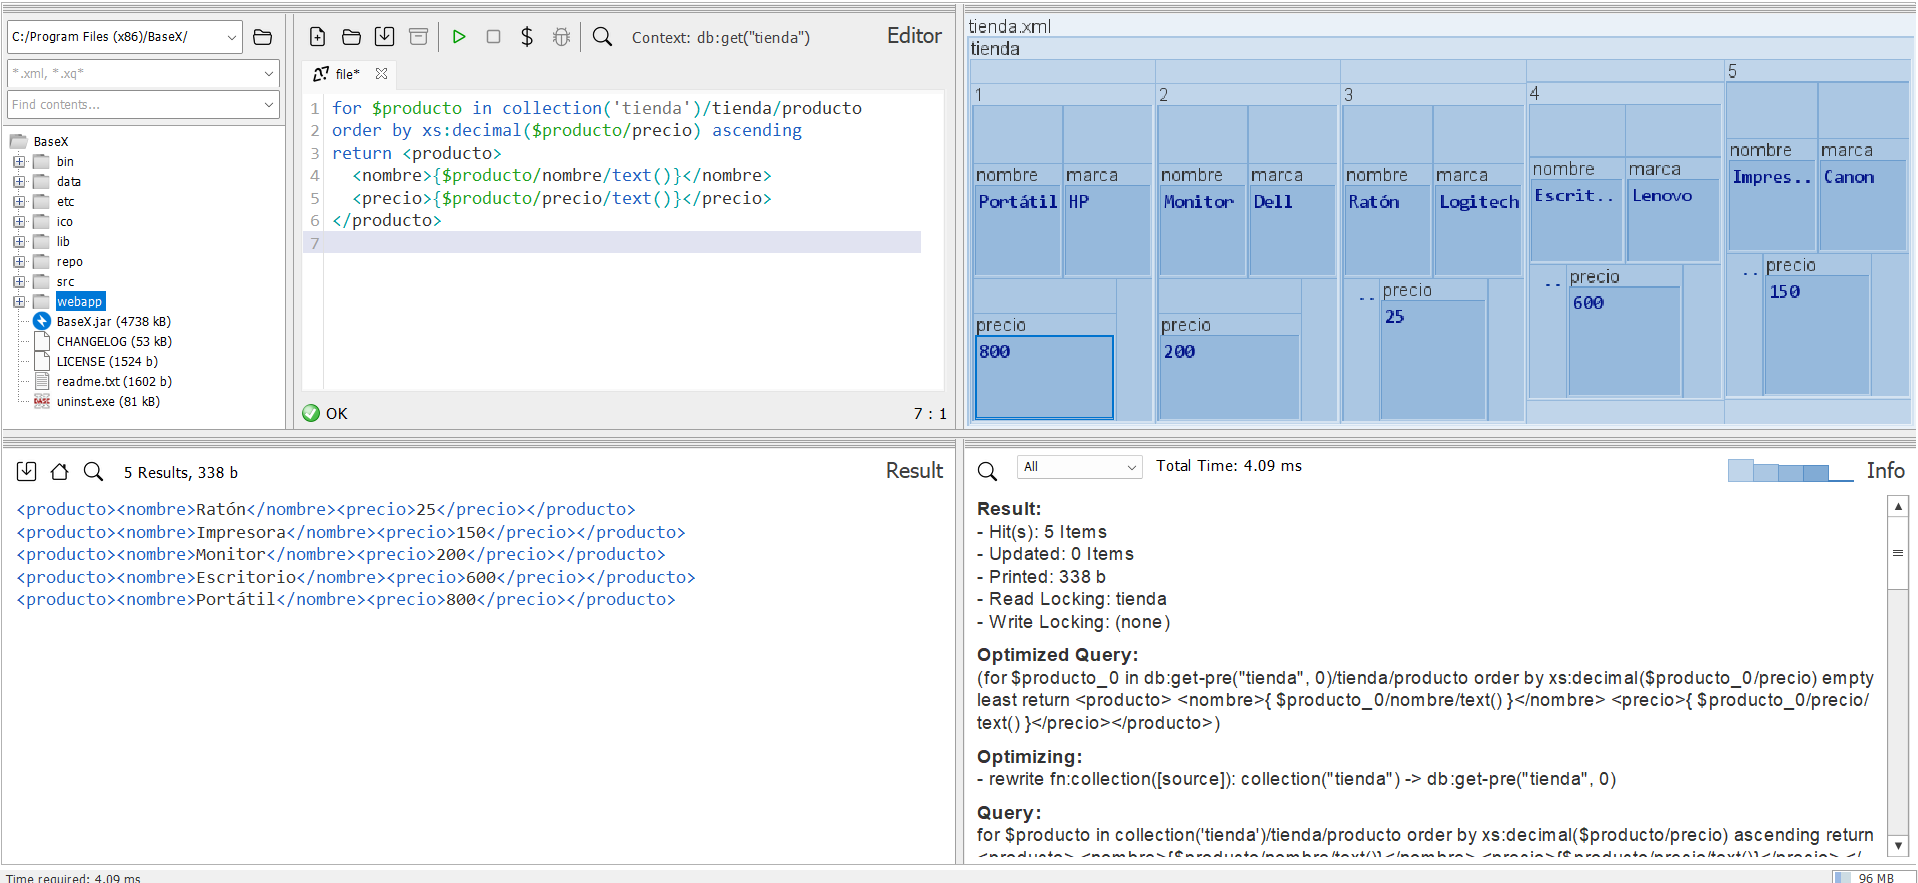 C:/Program Files (x86)/BaseX/
*.xml, *.xq*
Find contents...
BaseX
bin
data
etc
ico
lib
repo
src
webapp
BaseX.jar (4738 kB)
CHANGELOG (53 kB)
LICENSE (1524 b)
readme.txt (1602 b)
uninst.exe (81 kB)
Context: db:get("tienda")
Editor
file*
1 for $producto in collection('tienda')/tienda/producto
2 order by xs:decimal($producto/precio) ascending
3 return <producto>
4 <nombre>{$producto/nombre/text()}</nombre>
5 <precio>{$producto/precio/text()}</precio>
6 </producto>
7
OK
7 : 1
tienda.xml
tienda
1
nombre marca
Portátil HP
precio
800
2
nombre marca
Monitor Dell
precio
200
3
nombre marca
Ratón Logitech
.. precio
25
4
nombre marca
Escrit.. Lenovo
.. precio
600
5
nombre marca
Impres.. Canon
.. precio
150
5 Results, 338 b
Result
<producto><nombre>Ratón</nombre><precio>25</precio></producto>
<producto><nombre>Impresora</nombre><precio>150</precio></producto>
<producto><nombre>Monitor</nombre><precio>200</precio></producto>
<producto><nombre>Escritorio</nombre><precio>600</precio></producto>
<producto><nombre>Portátil</nombre><precio>800</precio></producto>
All
Total Time: 4.09 ms
Info
Result:
- Hit(s): 5 Items
- Updated: 0 Items
- Printed: 338 b
- Read Locking: tienda
- Write Locking: (none)
Optimized Query:
(for $producto_0 in db:get-pre("tienda", 0)/tienda/producto order by xs:decimal($producto_0/precio) empty
least return <producto> <nombre>{ $producto_0/nombre/text() }</nombre> <precio>{ $producto_0/precio/
text() }</precio></producto>)
Optimizing:
- rewrite fn:collection([source]): collection("tienda") -> db:get-pre("tienda", 0)
Query:
for $producto in collection('tienda')/tienda/producto order by xs:decimal($producto/precio) ascending return
<producto> <nombre>{$producto/nombre/text()}</nombre> <precio>{$producto/precio/text()}</precio> </
Time required: 4.09 ms
96 MB